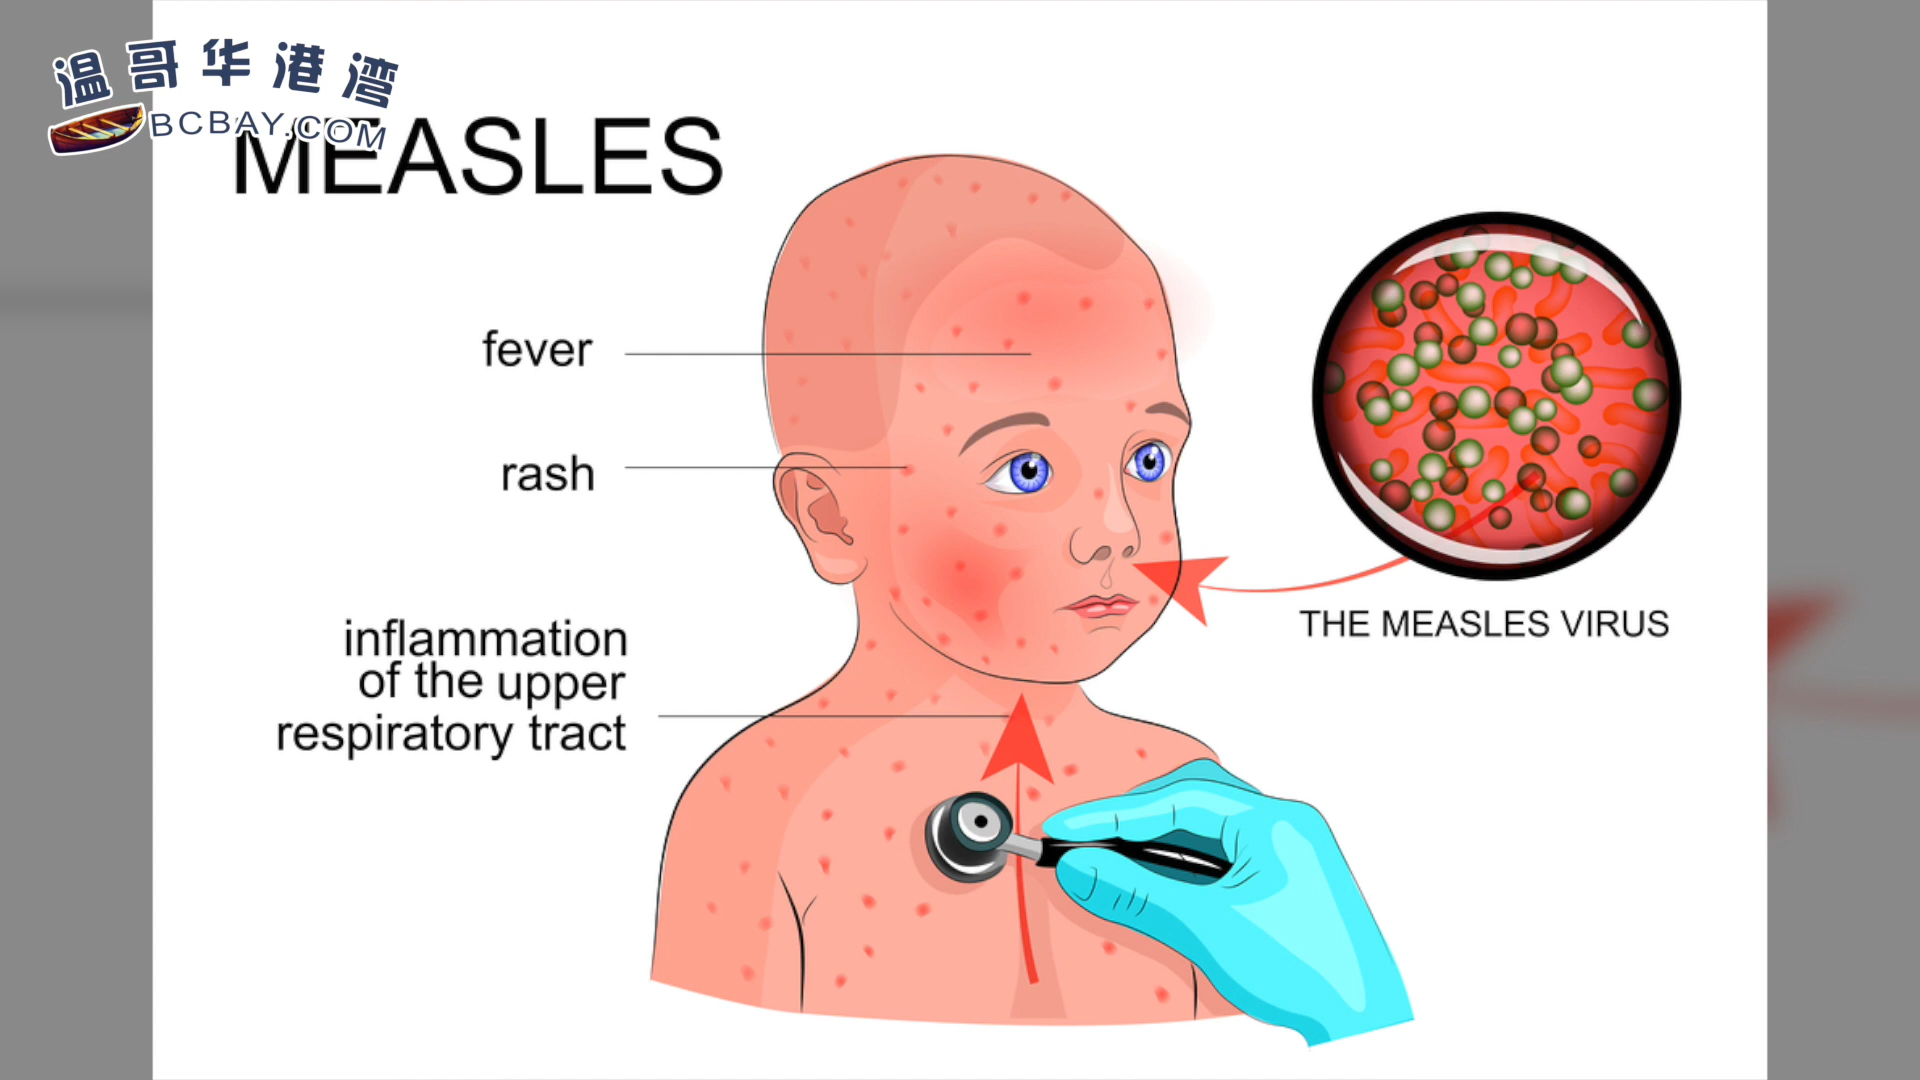 温哥华港湾
BCBAY.COM
MEASLES
fever
rash
inflammation
of the upper
respiratory tract
THE MEASLES VIRUS